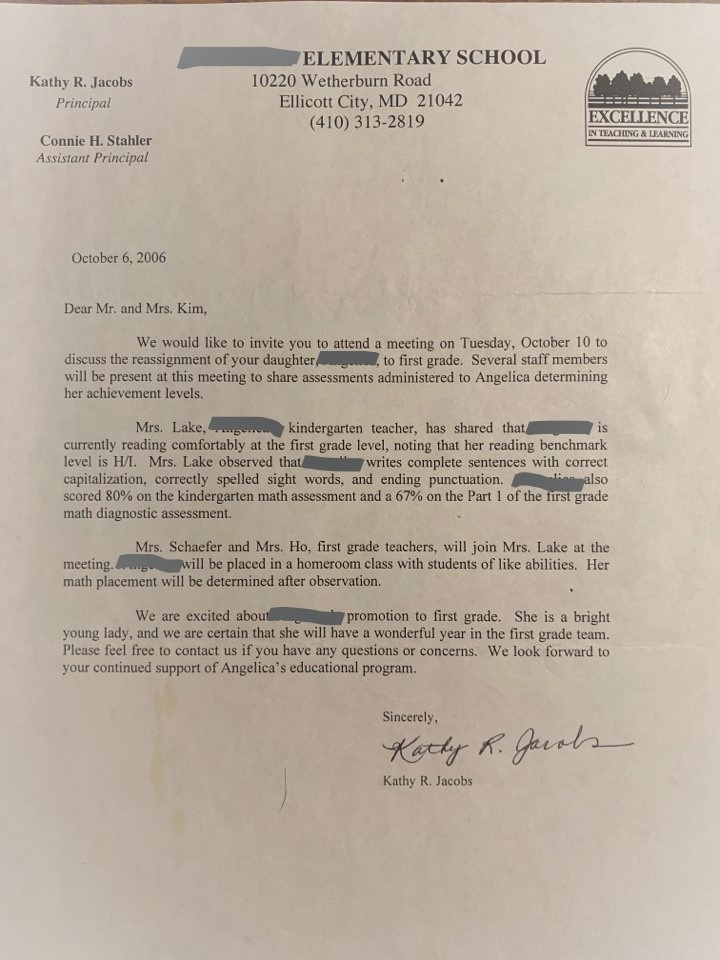 ELEMENTARY SCHOOL
Kathy R. Jacobs
Principal
10220 Wetherburn Road
Ellicott City, MD 21042
(410) 313-2819
Connie H. Stahler
Assistant Principal
EXCELLENCE
IN TEACHING & LEARNING
October 6, 2006
Dear Mr. and Mrs. Kim,
We would like to invite you to attend a meeting on Tuesday, October 10 to
discuss the reassignment of your daughter, , to first grade. Several staff members
will be present at this meeting to share assessments administered to Angelica determining
her achievement levels.
Mrs. Lake, kindergarten teacher, has shared that is
currently reading comfortably at the first grade level, noting that her reading benchmark
level is H/I. Mrs. Lake observed that writes complete sentences with correct
capitalization, correctly spelled sight words, and ending punctuation. also
scored 80% on the kindergarten math assessment and a 67% on the Part 1 of the first grade
math diagnostic assessment.
Mrs. Schaefer and Mrs. Ho, first grade teachers, will join Mrs. Lake at the
meeting. will be placed in a homeroom class with students of like abilities. Her
math placement will be determined after observation.
We are excited about promotion to first grade. She is a bright
young lady, and we are certain that she will have a wonderful year in the first grade team.
Please feel free to contact us if you have any questions or concerns. We look forward to
your continued support of Angelica's educational program.
Sincerely,
Kathy R. Jacobs
Kathy R. Jacobs